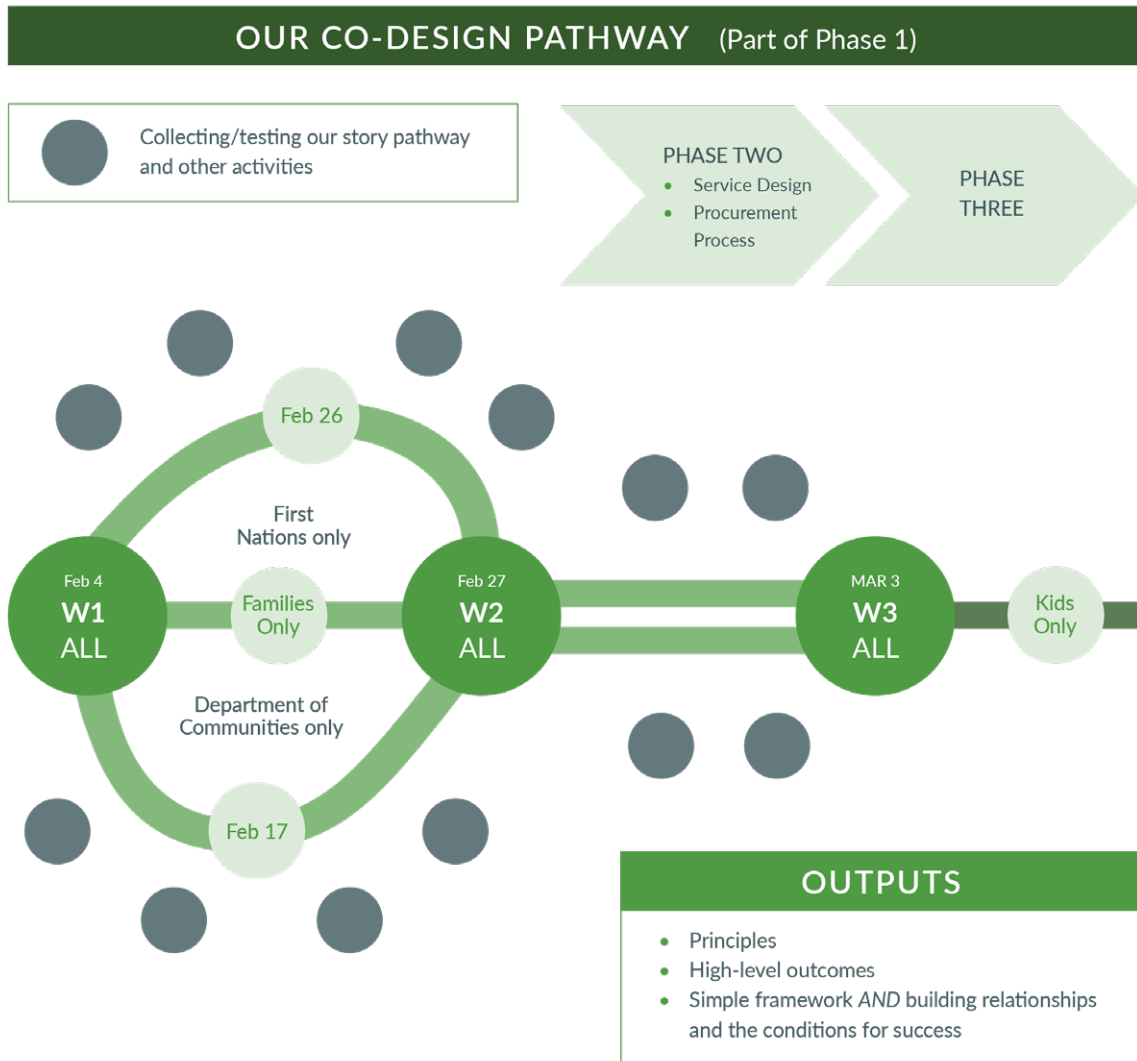 OUR CO-DESIGN PATHWAY (Part of Phase 1)
Collecting/testing our story pathway
and other activities
PHASE TWO
• Service Design
• Procurement
Process
PHASE
THREE
Feb 26
First
Nations only
Feb 4
W1
ALL
Families
Only
Feb 27
W2
ALL
MAR 3
W3
ALL
Kids
Only
Department of
Communities only
Feb 17
OUTPUTS
• Principles
• High-level outcomes
• Simple framework AND building relationships
and the conditions for success